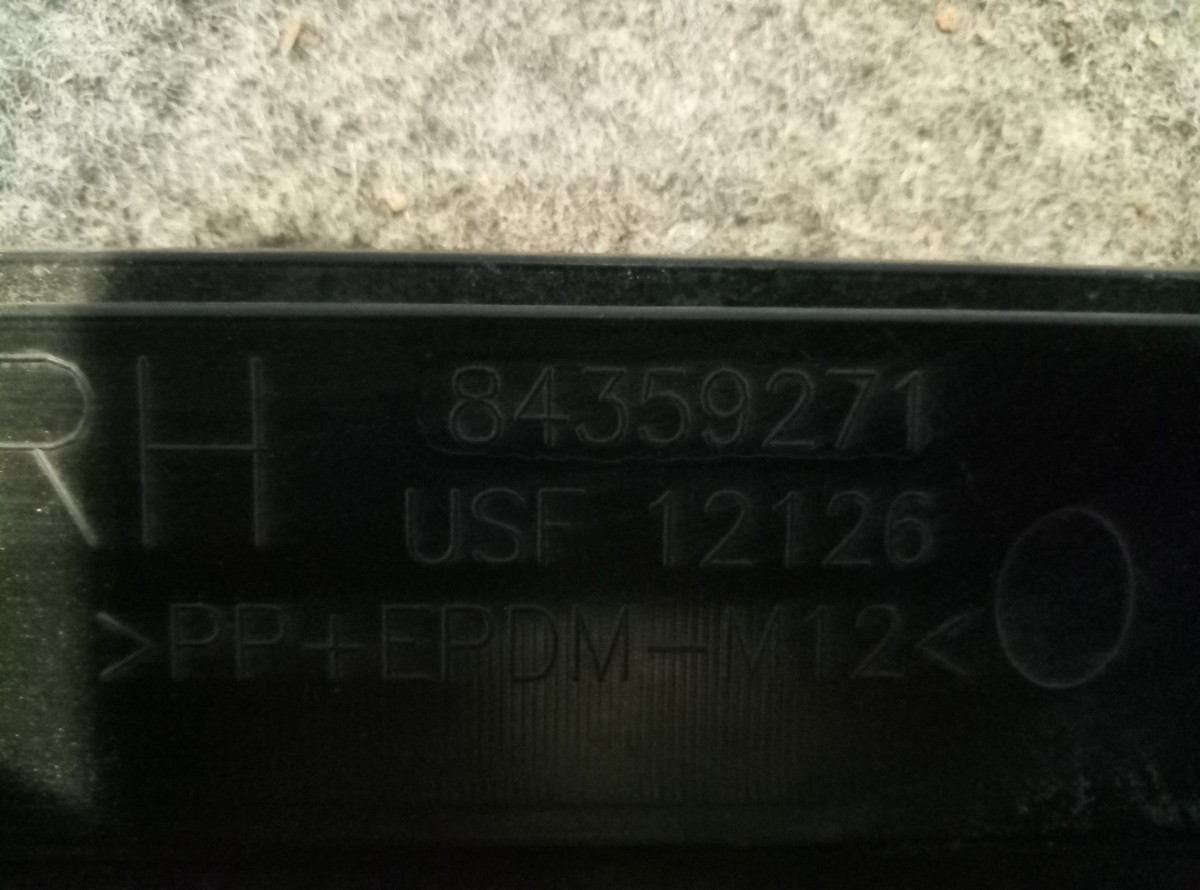 RH
84359271
USF 12126
>PP+EPDM-M12<